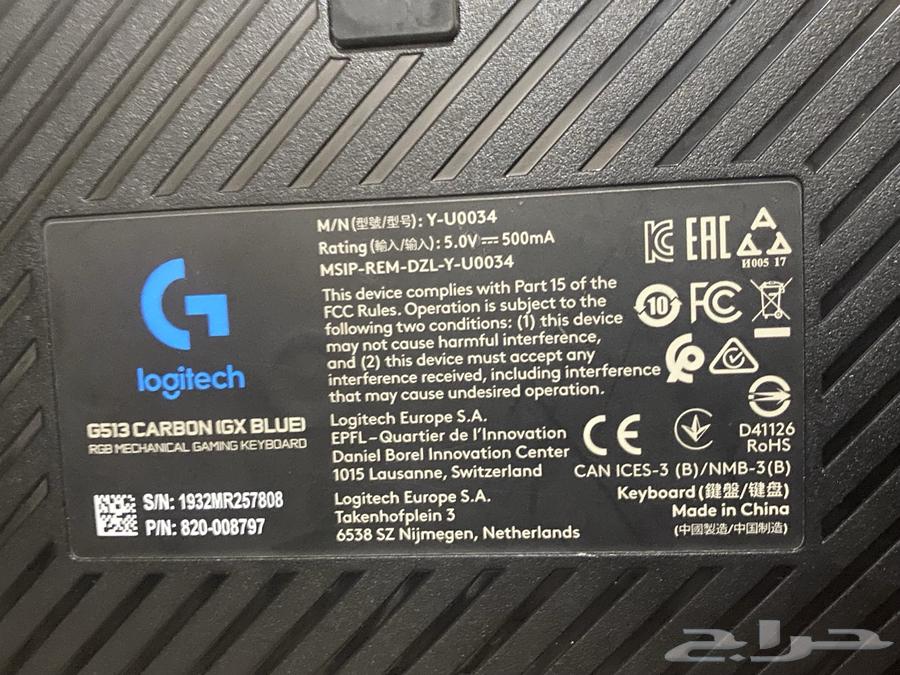 M/N(型號/型号): Y-U0034
Rating (輸入/输入): 5.0V 500mA
MSIP-REM-DZL-Y-U0034
This device complies with Part 15 of the
FCC Rules. Operation is subject to the
following two conditions: (1) this device
may not cause harmful interference,
and (2) this device must accept any
interference received, including interference
that may cause undesired operation.
Logitech Europe S.A.
EPFL – Quartier de l'Innovation
Daniel Borel Innovation Center
1015 Lausanne, Switzerland
Logitech Europe S.A.
Takenhofplein 3
6538 SZ Nijmegen, Netherlands
G
logitech
G513 CARBON (GX BLUE)
RGB MECHANICAL GAMING KEYBOARD
S/N: 1932MR257808
P/N: 820-008797
EAC
И005 17
10
FC
CE
D41126
RoHS
CAN ICES-3 (B)/NMB-3(B)
Keyboard (鍵盤/键盘)
Made in China
(中國製造/中国制造)
حراج